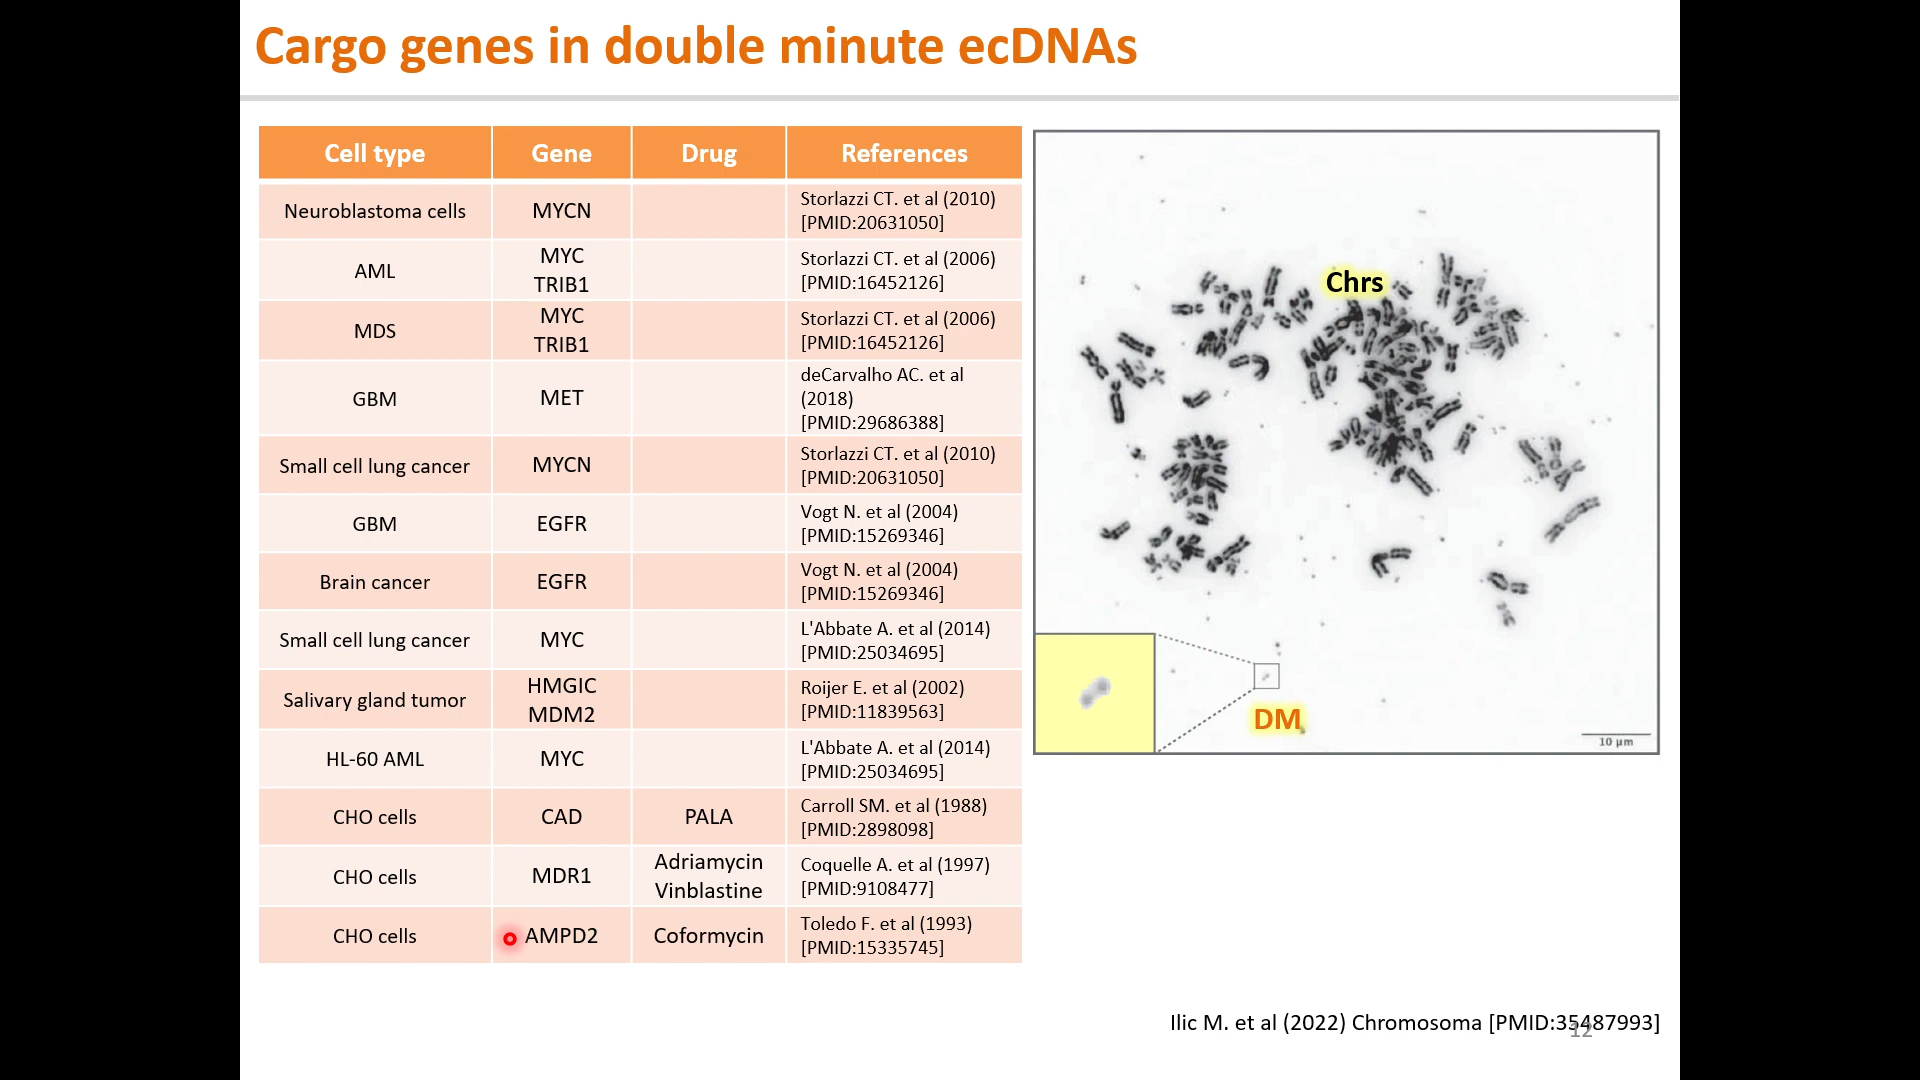 Cargo genes in double minute ecDNAs
Cell type Gene Drug References
Neuroblastoma cells MYCN Storlazzi CT. et al (2010)
[PMID:20631050]
AML MYC
TRIB1 Storlazzi CT. et al (2006)
[PMID:16452126]
MDS MYC
TRIB1 Storlazzi CT. et al (2006)
[PMID:16452126]
GBM MET deCarvalho AC. et al
(2018)
[PMID:29686388]
Small cell lung cancer MYCN Storlazzi CT. et al (2010)
[PMID:20631050]
GBM EGFR Vogt N. et al (2004)
[PMID:15269346]
Brain cancer EGFR Vogt N. et al (2004)
[PMID:15269346]
Small cell lung cancer MYC L'Abbate A. et al (2014)
[PMID:25034695]
Salivary gland tumor HMGIC
MDM2 Roijer E. et al (2002)
[PMID:11839563]
HL-60 AML MYC L'Abbate A. et al (2014)
[PMID:25034695]
CHO cells CAD PALA Carroll SM. et al (1988)
[PMID:2898098]
CHO cells MDR1 Adriamycin
Vinblastine Coquelle A. et al (1997)
[PMID:9108477]
CHO cells AMPD2 Coformycin Toledo F. et al (1993)
[PMID:15335745]
Chrs
DM
10 µm
Ilic M. et al (2022) Chromosoma [PMID:35487993]
12